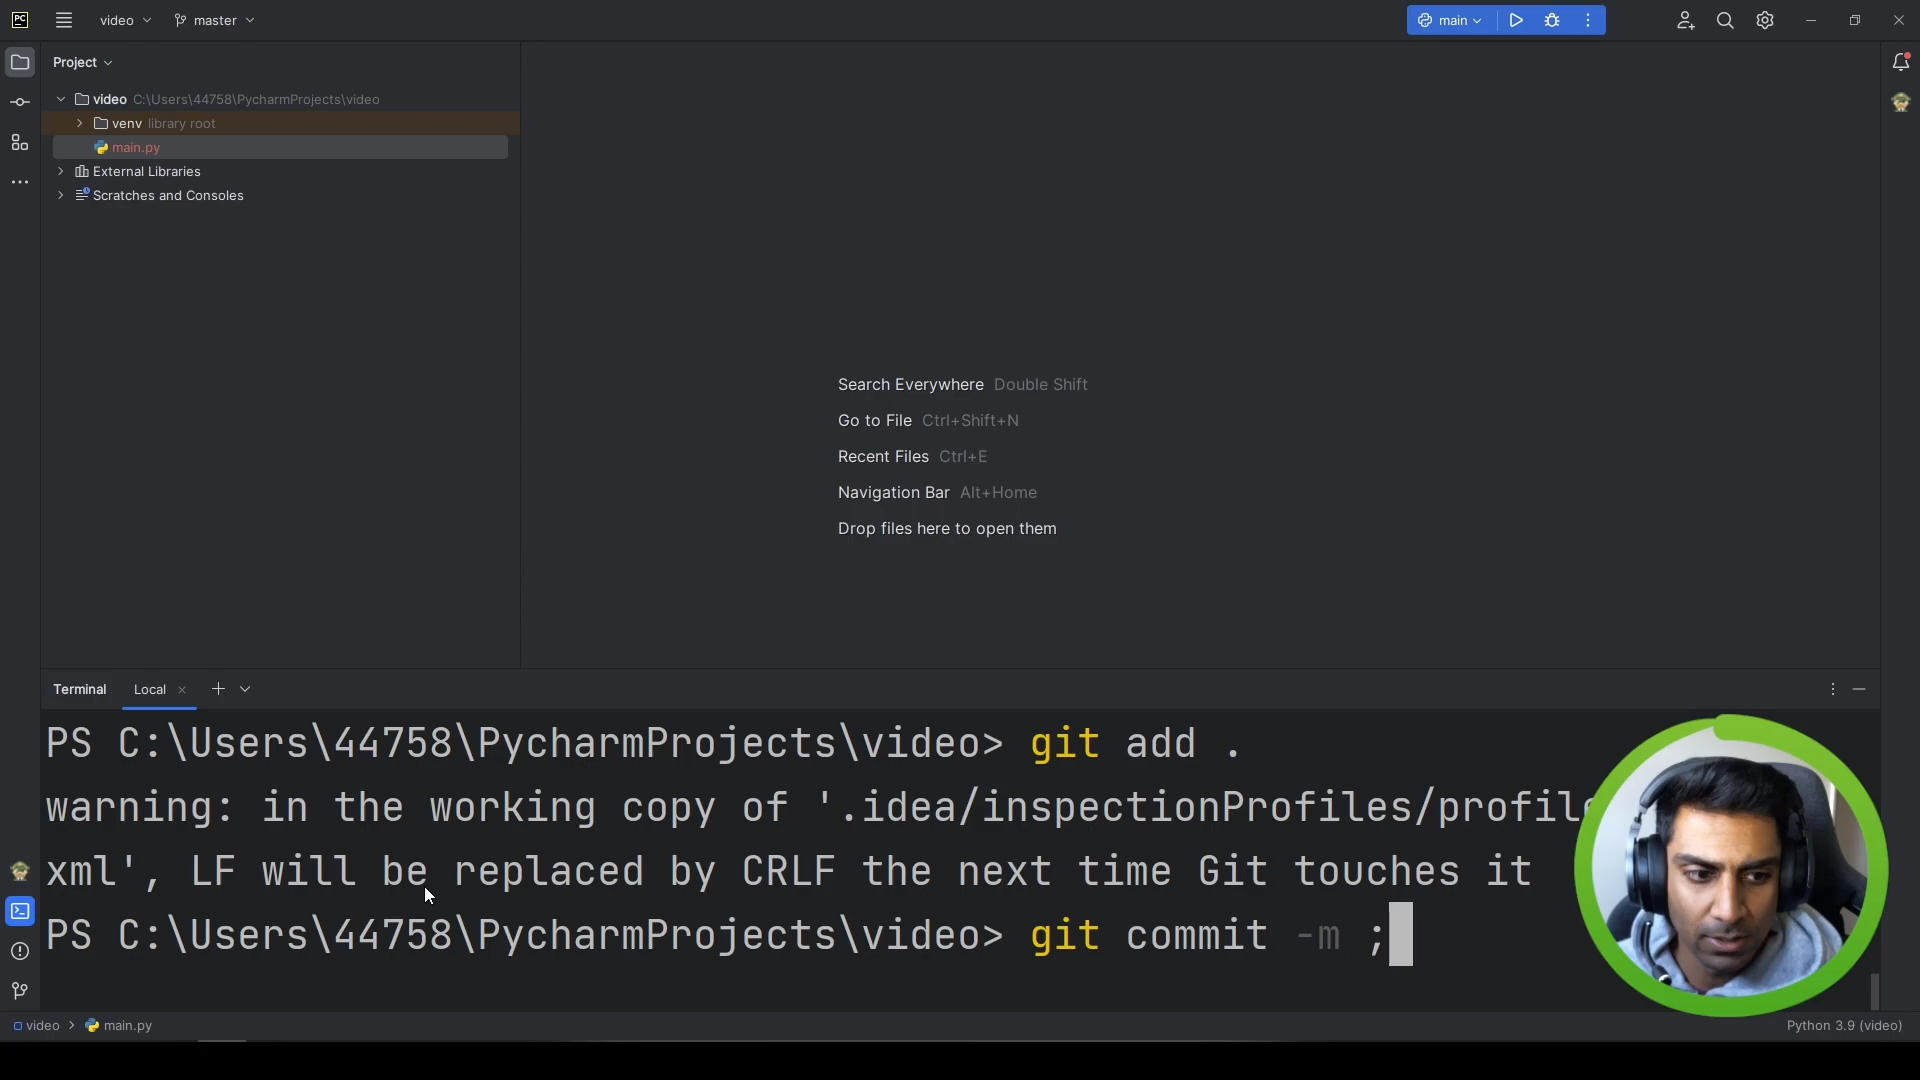 PC video master main
Project
video C:\Users\44758\PycharmProjects\video
venv library root
main.py
External Libraries
Scratches and Consoles
Search Everywhere Double Shift
Go to File Ctrl+Shift+N
Recent Files Ctrl+E
Navigation Bar Alt+Home
Drop files here to open them
Terminal Local
PS C:\Users\44758\PycharmProjects\video> git add .
warning: in the working copy of '.idea/inspectionProfiles/profile
xml', LF will be replaced by CRLF the next time Git touches it
PS C:\Users\44758\PycharmProjects\video> git commit -m ;
video > main.py
Python 3.9 (video)